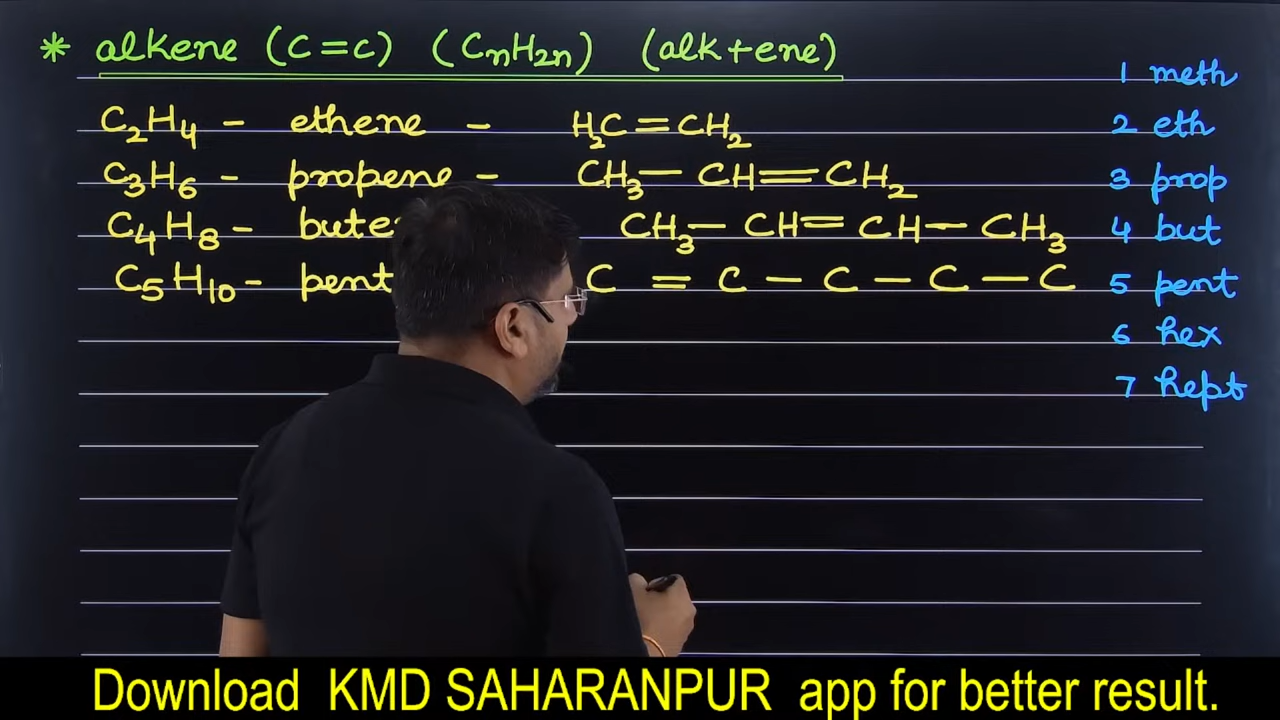 * alkene (C=C) (CnH2n) (alk+ene)
C2H4 - ethene - H2C=CH2
C3H6 - propene - CH3-CH=CH2
C4H8 - bute CH3-CH=CH-CH3
C5H10 - pent C = C - C - C - C
1 meth
2 eth
3 prop
4 but
5 pent
6 hex
7 hept
Download KMD SAHARANPUR app for better result.